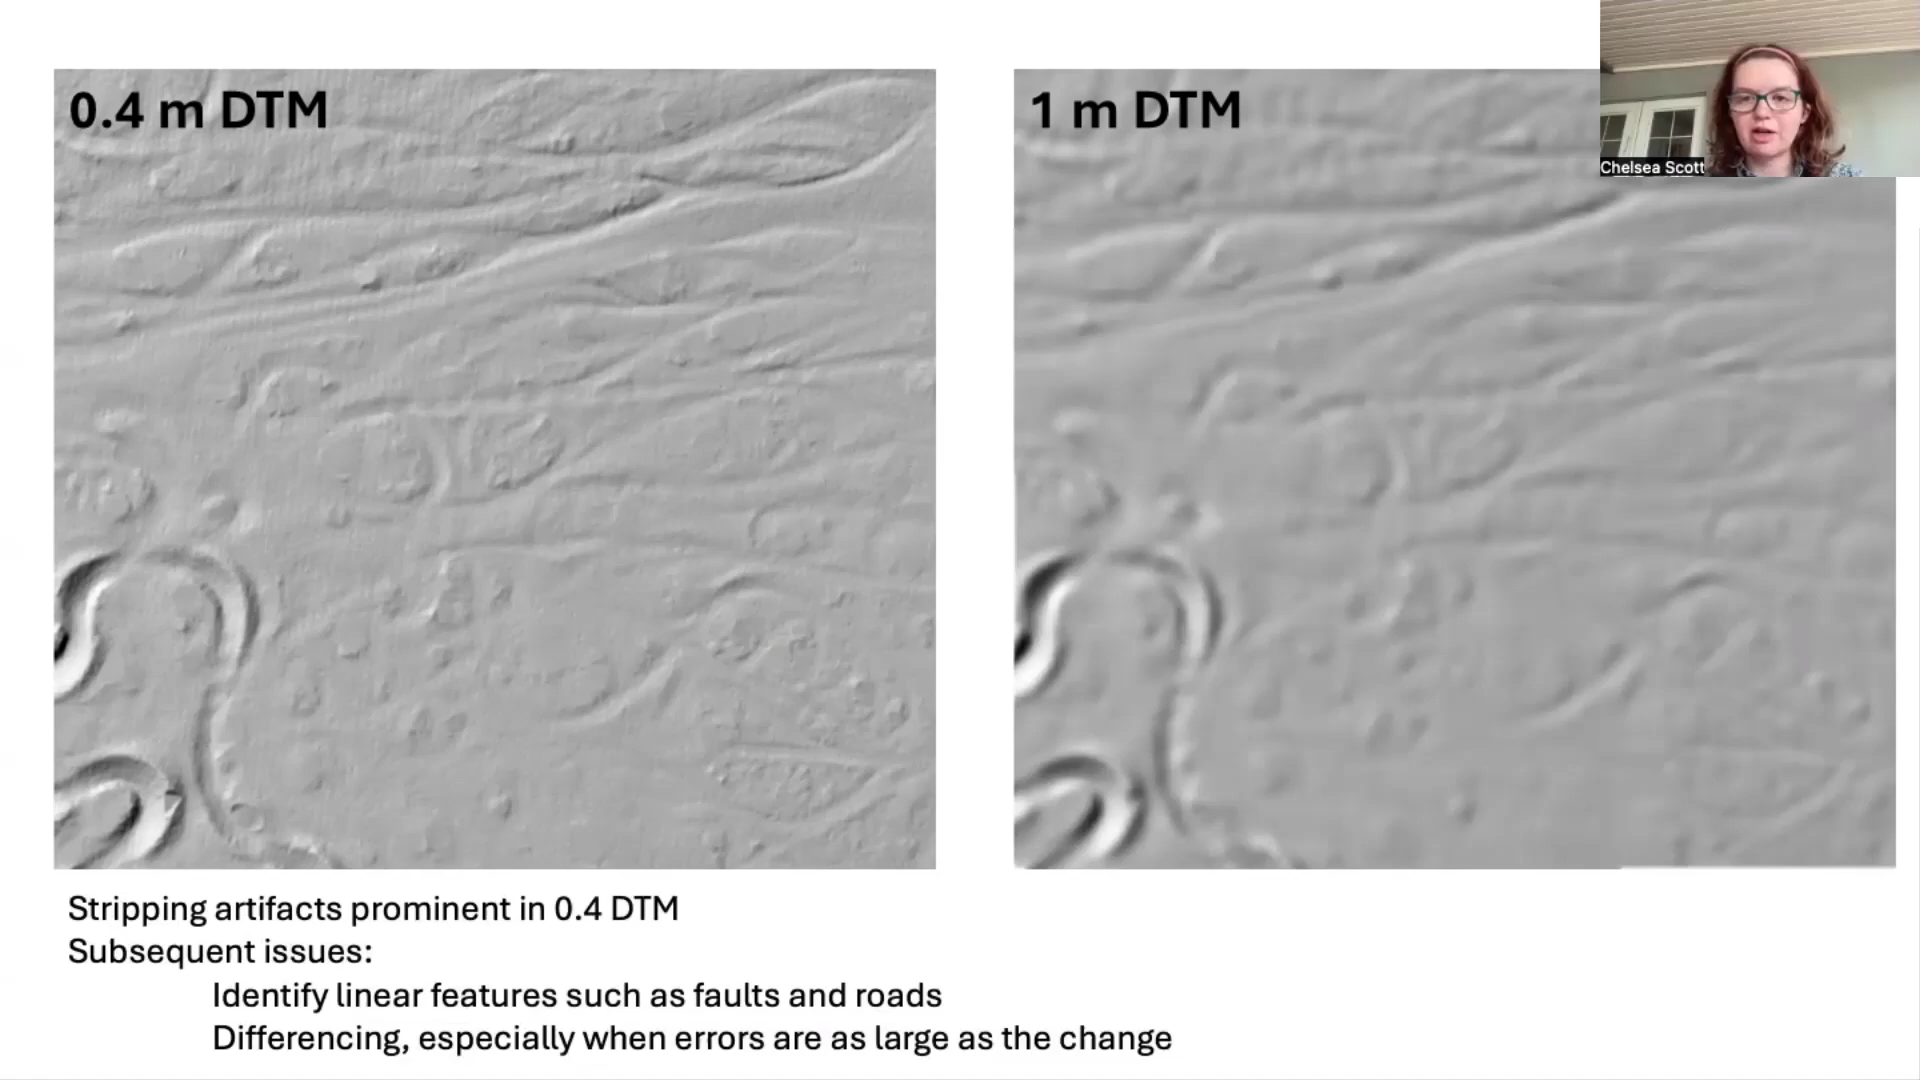 0.4 m DTM
1 m DTM
Chelsea Scott
Stripping artifacts prominent in 0.4 DTM
Subsequent issues:
Identify linear features such as faults and roads
Differencing, especially when errors are as large as the change